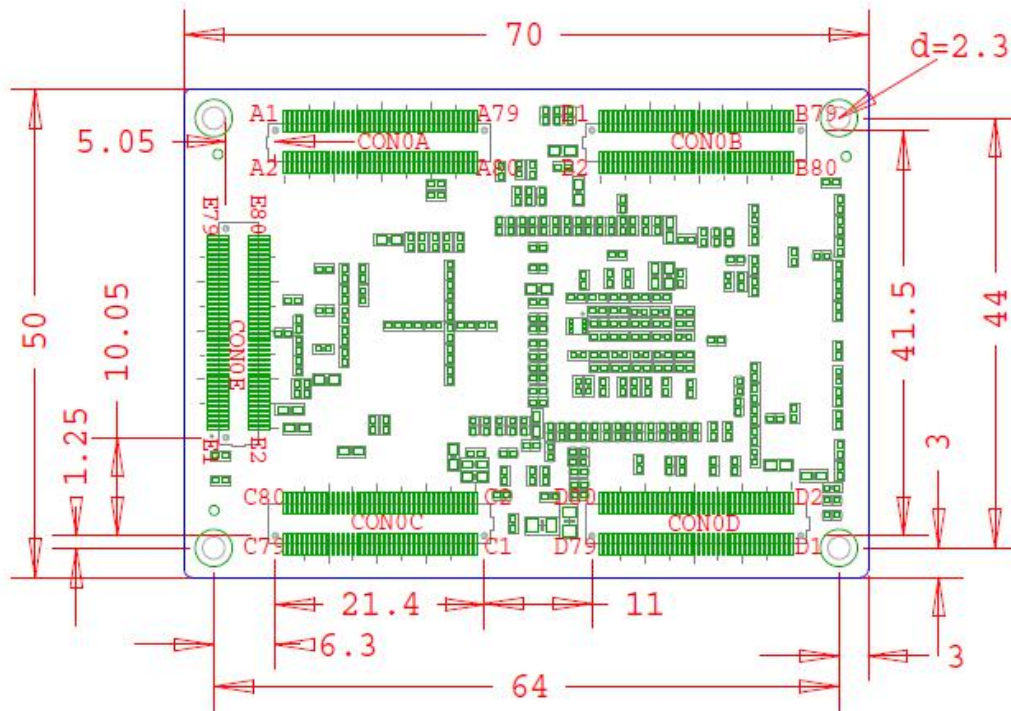 70
d=2.3
A1 A79 B1 B79
5.05 CON0A CON0B
A2 A80 B2 B80
E79 E80
50 10.05 CON0E 41.5 44
1.25 E1 E2 3
C80 C2 D80 D2
CON0C CON0D
C79 C1 D79 D1
21.4 11
6.3 3
64